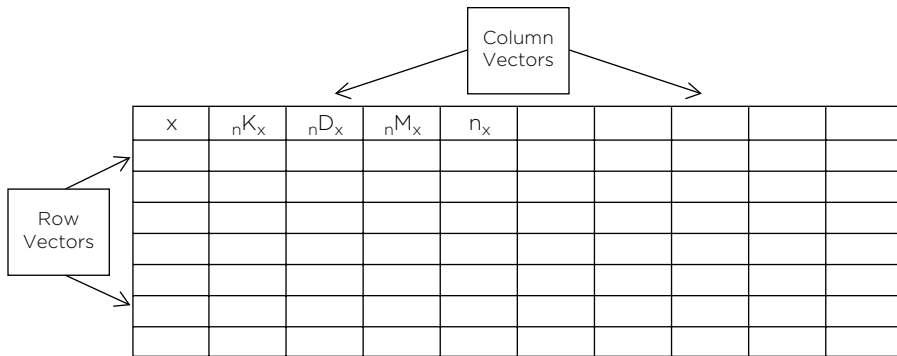 Column
Vectors
x nKx nDx nMx nx
Row
Vectors